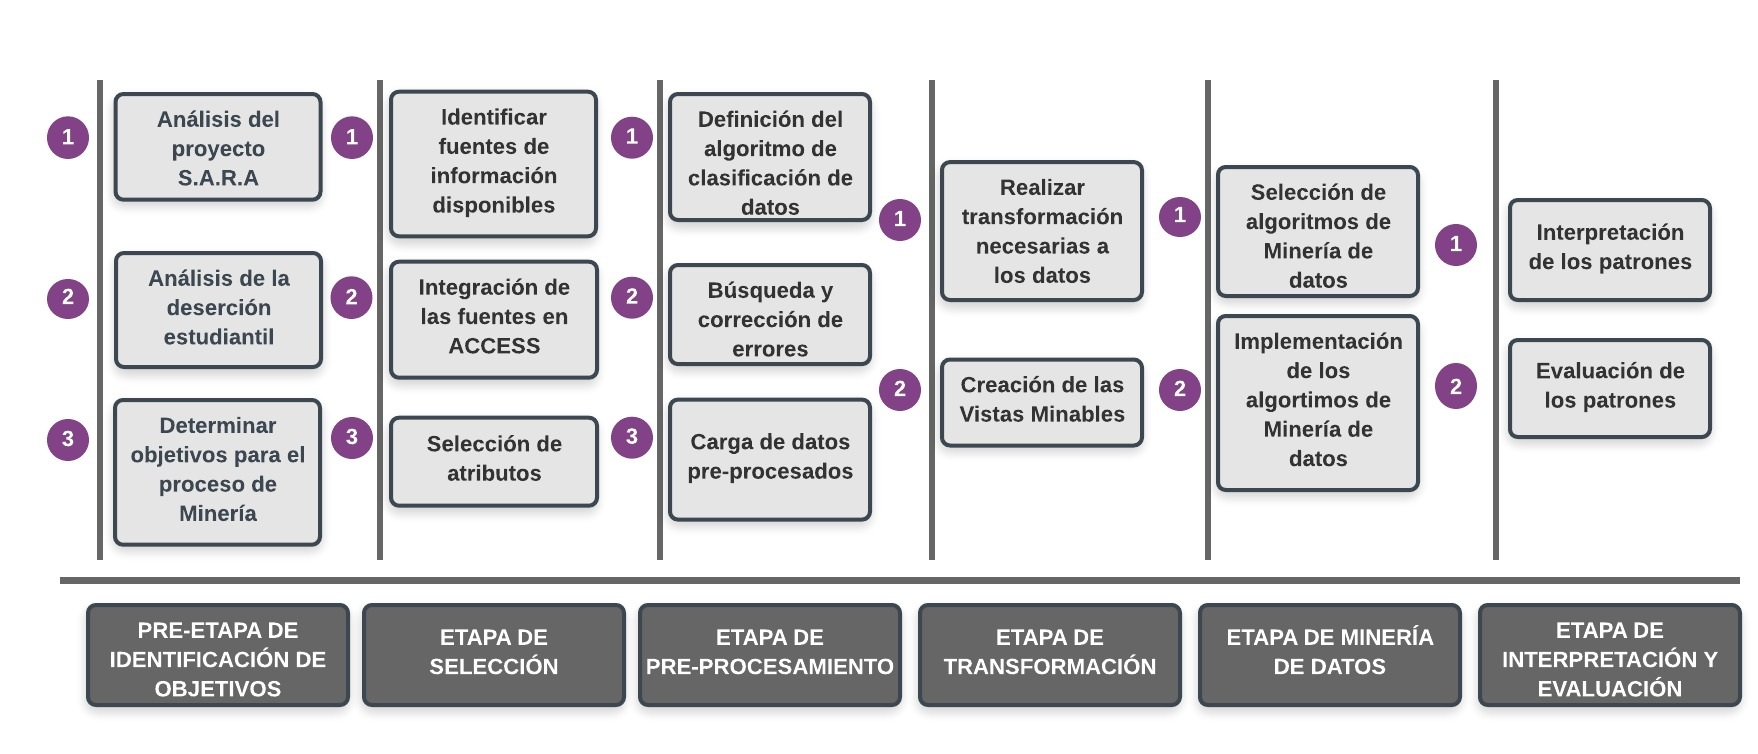 1
Análisis del
proyecto
S.A.R.A
2
Análisis de la
deserción
estudiantil
3
Determinar
objetivos para el
proceso de
Minería
1
Identificar
fuentes de
información
disponibles
2
Integración de
las fuentes en
ACCESS
3
Selección de
atributos
1
Definición del
algoritmo de
clasificación de
datos
2
Búsqueda y
corrección de
errores
3
Carga de datos
pre-procesados
1
Realizar
transformación
necesarias a
los datos
2
Creación de las
Vistas Minables
1
Selección de
algoritmos de
Minería de
datos
2
Implementación
de los
algortimos de
Minería de
datos
1
Interpretación
de los patrones
2
Evaluación de
los patrones
PRE-ETAPA DE
IDENTIFICACIÓN DE
OBJETIVOS
ETAPA DE
SELECCIÓN
ETAPA DE
PRE-PROCESAMIENTO
ETAPA DE
TRANSFORMACIÓN
ETAPA DE MINERÍA
DE DATOS
ETAPA DE
INTERPRETACIÓN Y
EVALUACIÓN